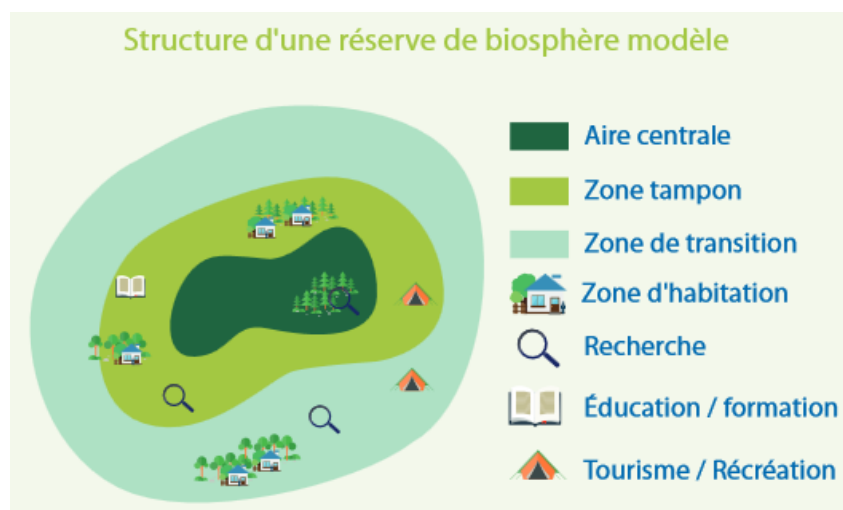 Structure d'une réserve de biosphère modèle
Aire centrale
Zone tampon
Zone de transition
Zone d'habitation
Recherche
Éducation / formation
Tourisme / Récréation